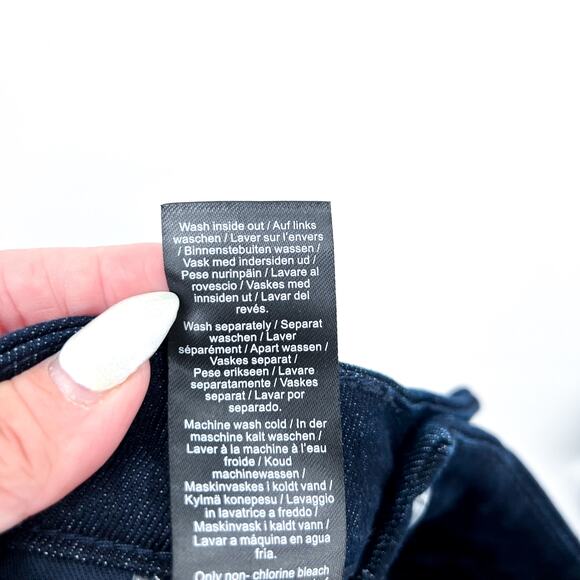 Wash inside out / Auf links
waschen / Laver sur l'envers
/ Binnenstebuiten wassen /
Vask med indersiden ud /
Pese nurinpäin / Lavare al
rovescio / Vaskes med
innsiden ut / Lavar del
revés.
Wash separately / Separat
waschen / Laver
séparément / Apart wassen /
Vaskes separat /
Pese erikseen / Lavare
separatamente / Vaskes
separat / Lavar por
separado.
Machine wash cold / In der
maschine kalt waschen /
Laver à la machine à l'eau
froide / Koud
machinewassen /
Maskinvaskes i koldt vand /
Kylmä konepesu / Lavaggio
in lavatrice a freddo /
Maskinvask i kaldt vann /
Lavar a máquina en agua
fria.
Only non- chlorine bleach